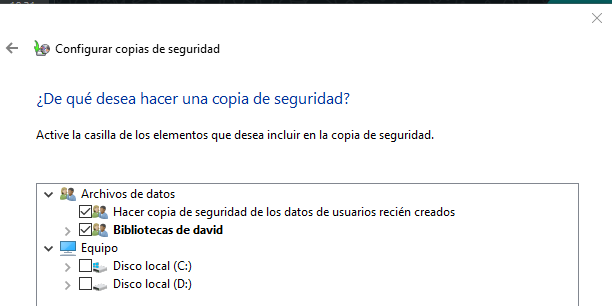 Configurar copias de seguridad
¿De qué desea hacer una copia de seguridad?
Active la casilla de los elementos que desea incluir en la copia de seguridad.
Archivos de datos
Hacer copia de seguridad de los datos de usuarios recién creados
Bibliotecas de david
Equipo
Disco local (C:)
Disco local (D:)